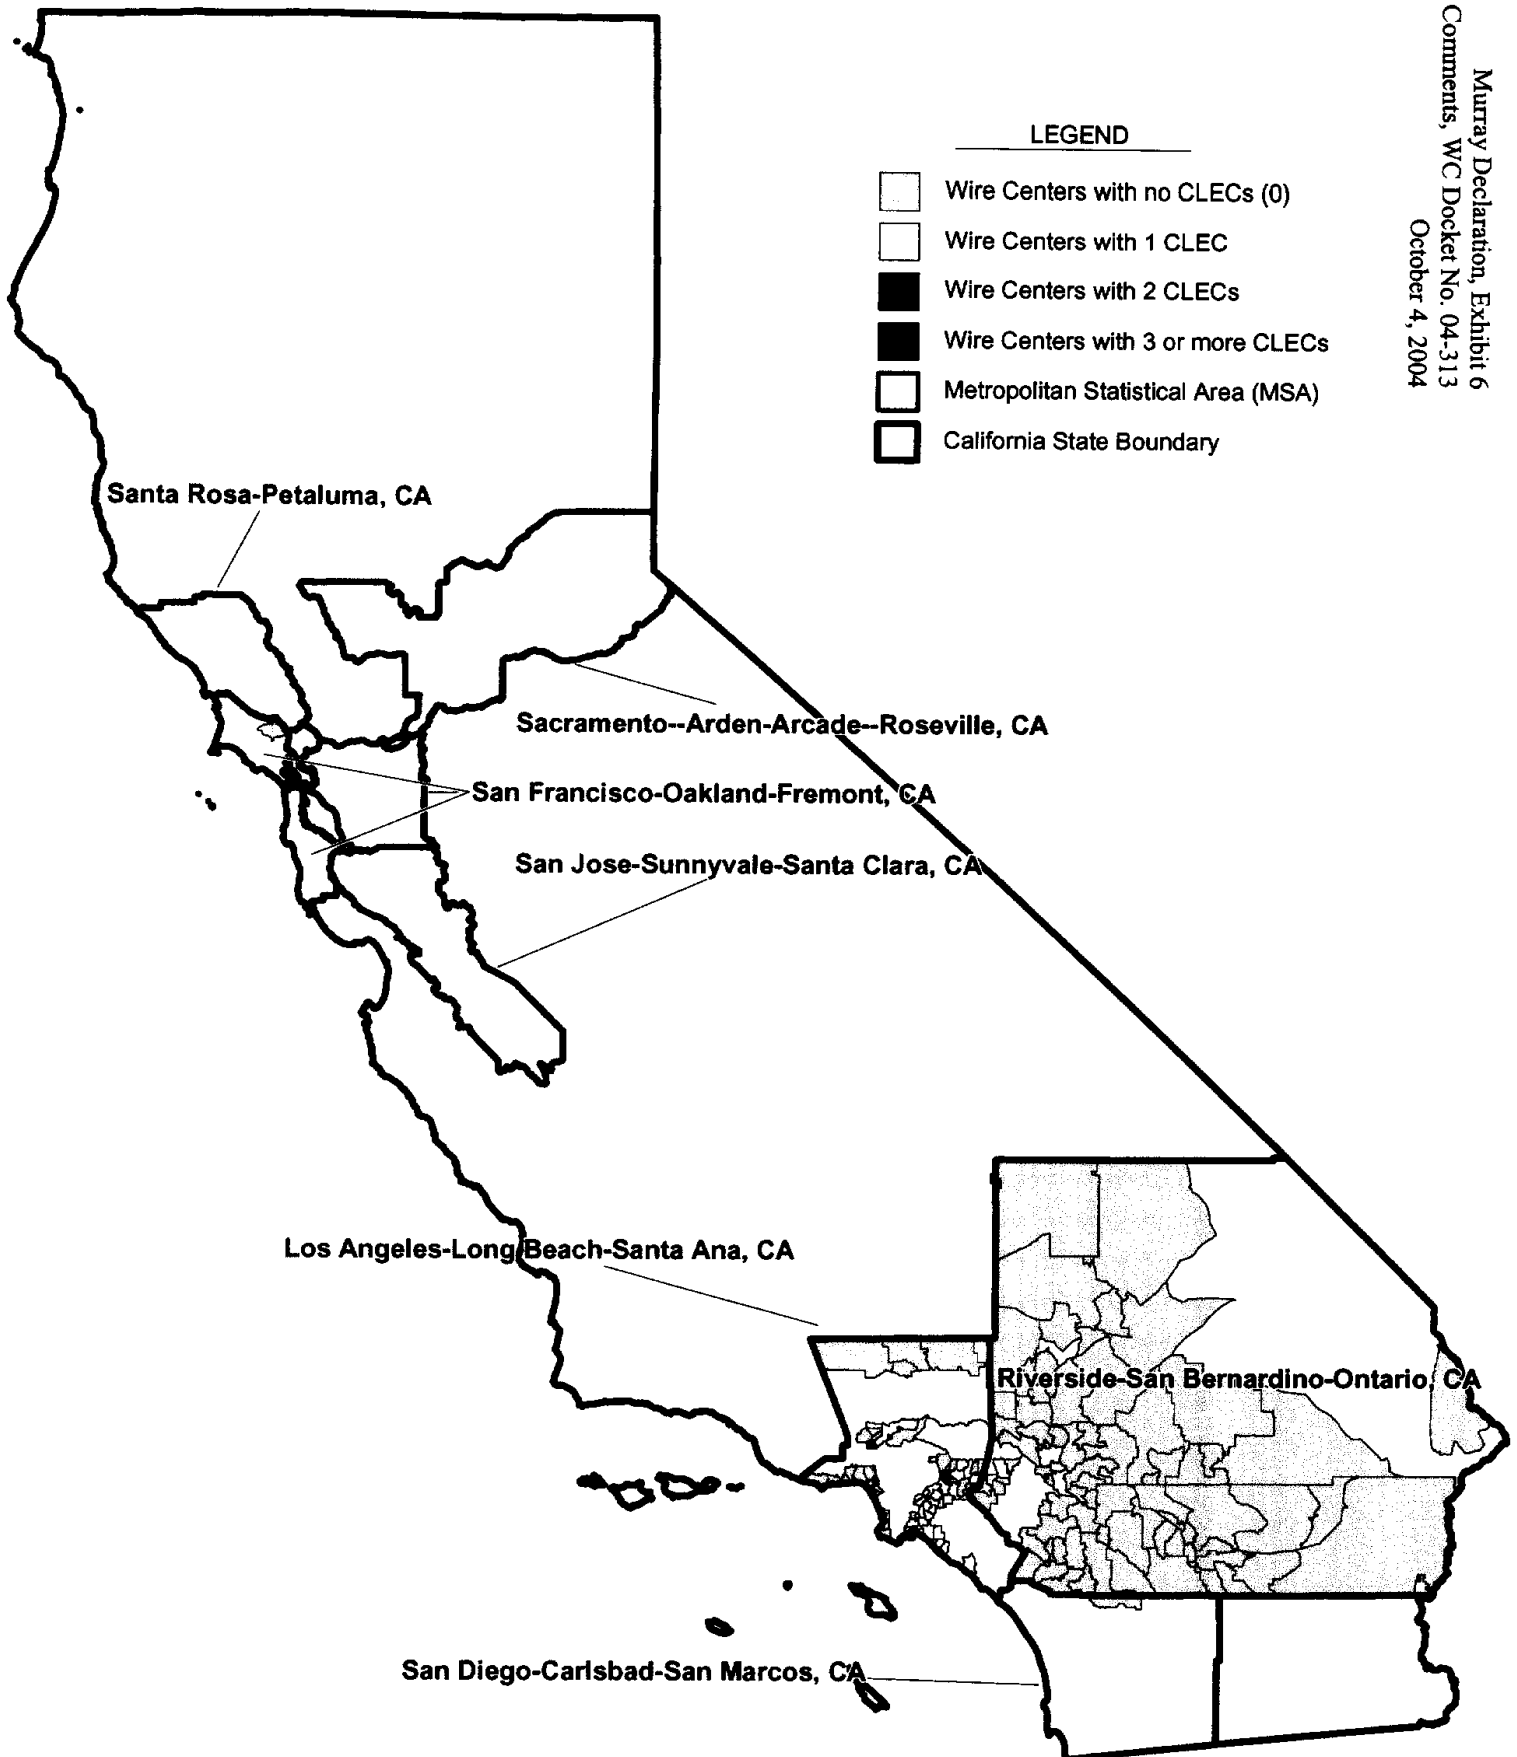 Murray Declaration, Exhibit 6
Comments, WC Docket No. 04-313
October 4, 2004
LEGEND
Wire Centers with no CLECs (0)
Wire Centers with 1 CLEC
Wire Centers with 2 CLECs
Wire Centers with 3 or more CLECs
Metropolitan Statistical Area (MSA)
California State Boundary
Santa Rosa-Petaluma, CA
Sacramento--Arden-Arcade--Roseville, CA
San Francisco-Oakland-Fremont, CA
San Jose-Sunnyvale-Santa Clara, CA
Los Angeles-Long Beach-Santa Ana, CA
Riverside-San Bernardino-Ontario, CA
San Diego-Carlsbad-San Marcos, CA